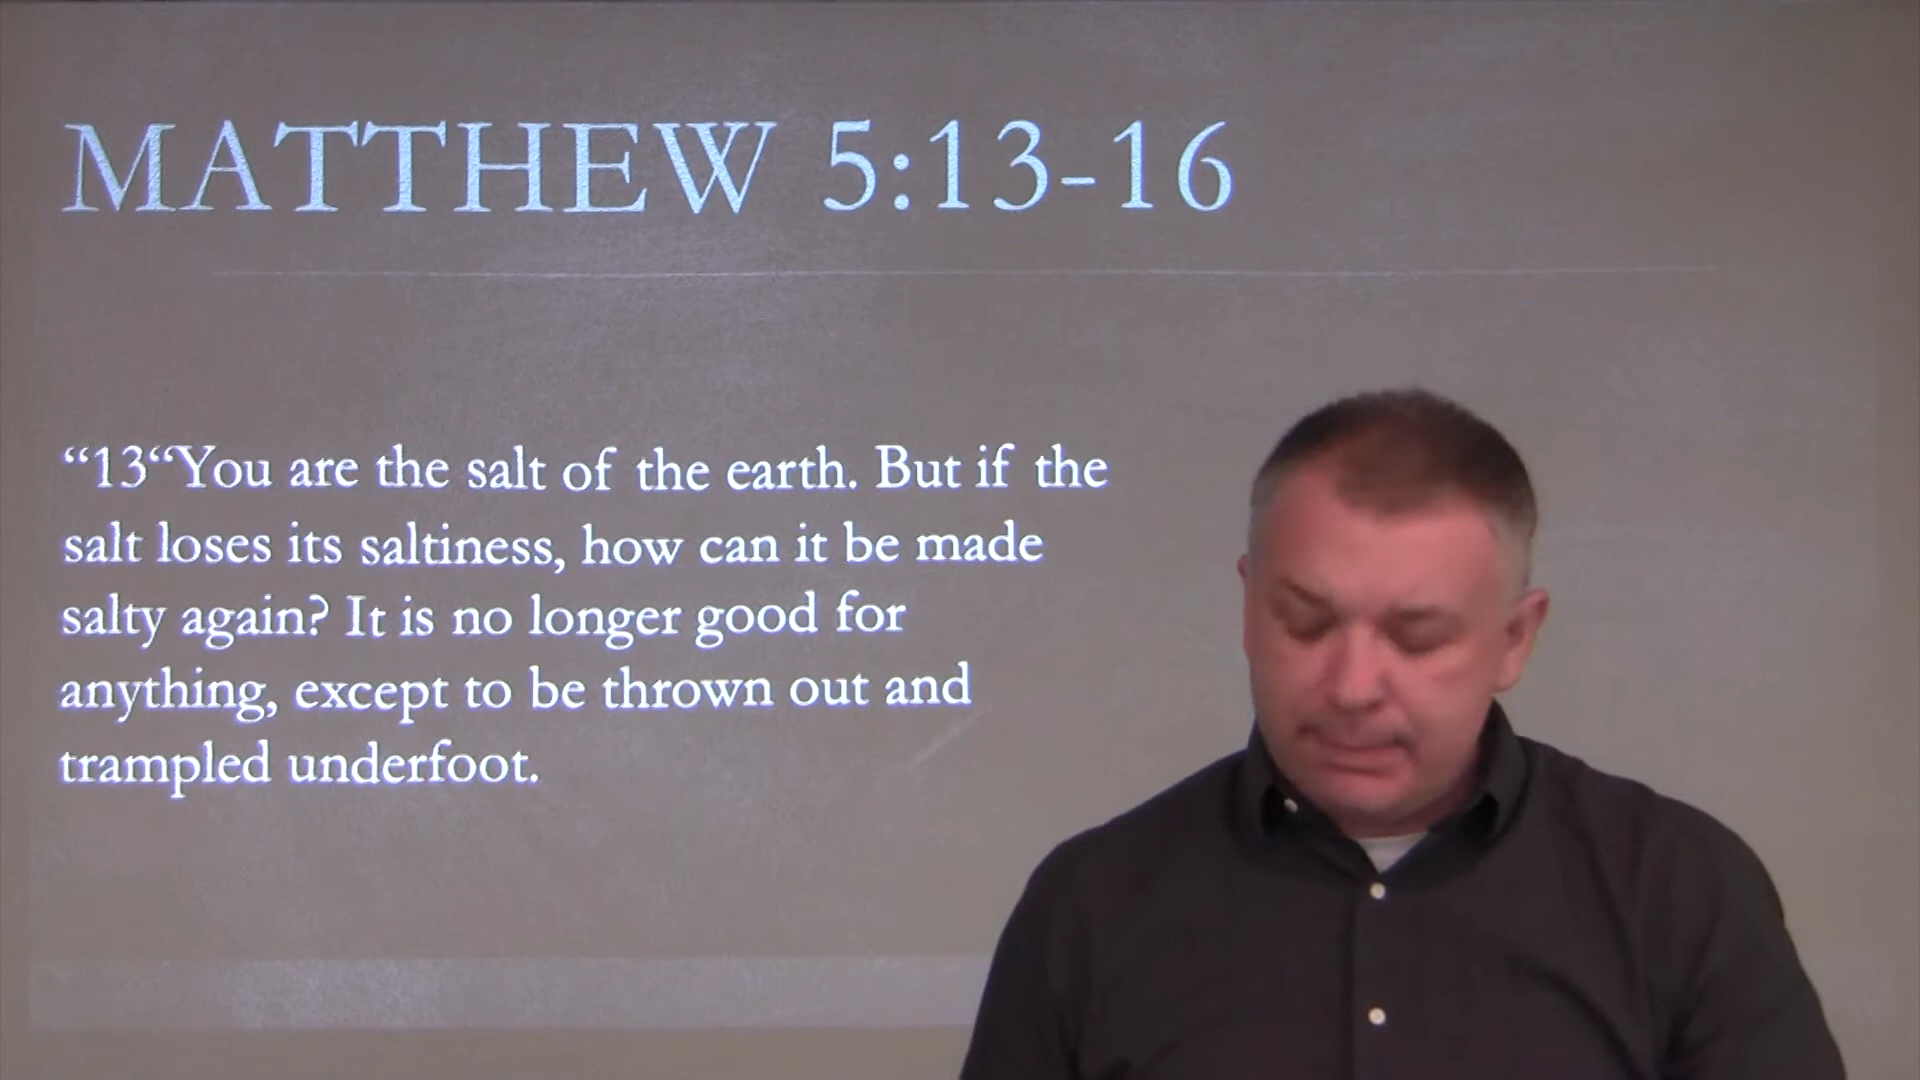 MATTHEW 5:13-16
“13“You are the salt of the earth. But if the
salt loses its saltiness, how can it be made
salty again? It is no longer good for
anything, except to be thrown out and
trampled underfoot.